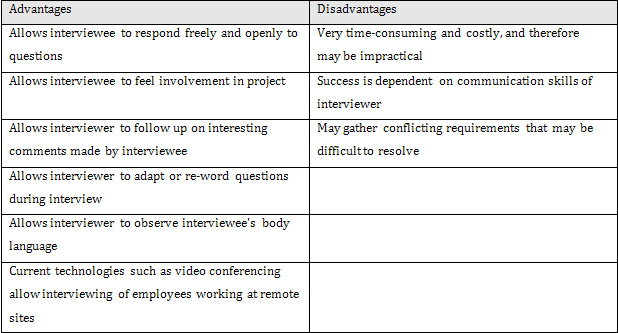 Advantages
Disadvantages
Allows interviewee to respond freely and openly to
questions
Very time-consuming and costly, and therefore
may be impractical
Allows interviewee to feel involvement in project
Success is dependent on communication skills of
interviewer
Allows interviewer to follow up on interesting
comments made by interviewee
May gather conflicting requirements that may be
difficult to resolve
Allows interviewer to adapt or re-word questions
during interview
Allows interviewer to observe interviewee's body
language
Current technologies such as video conferencing
allow interviewing of employees working at remote
sites